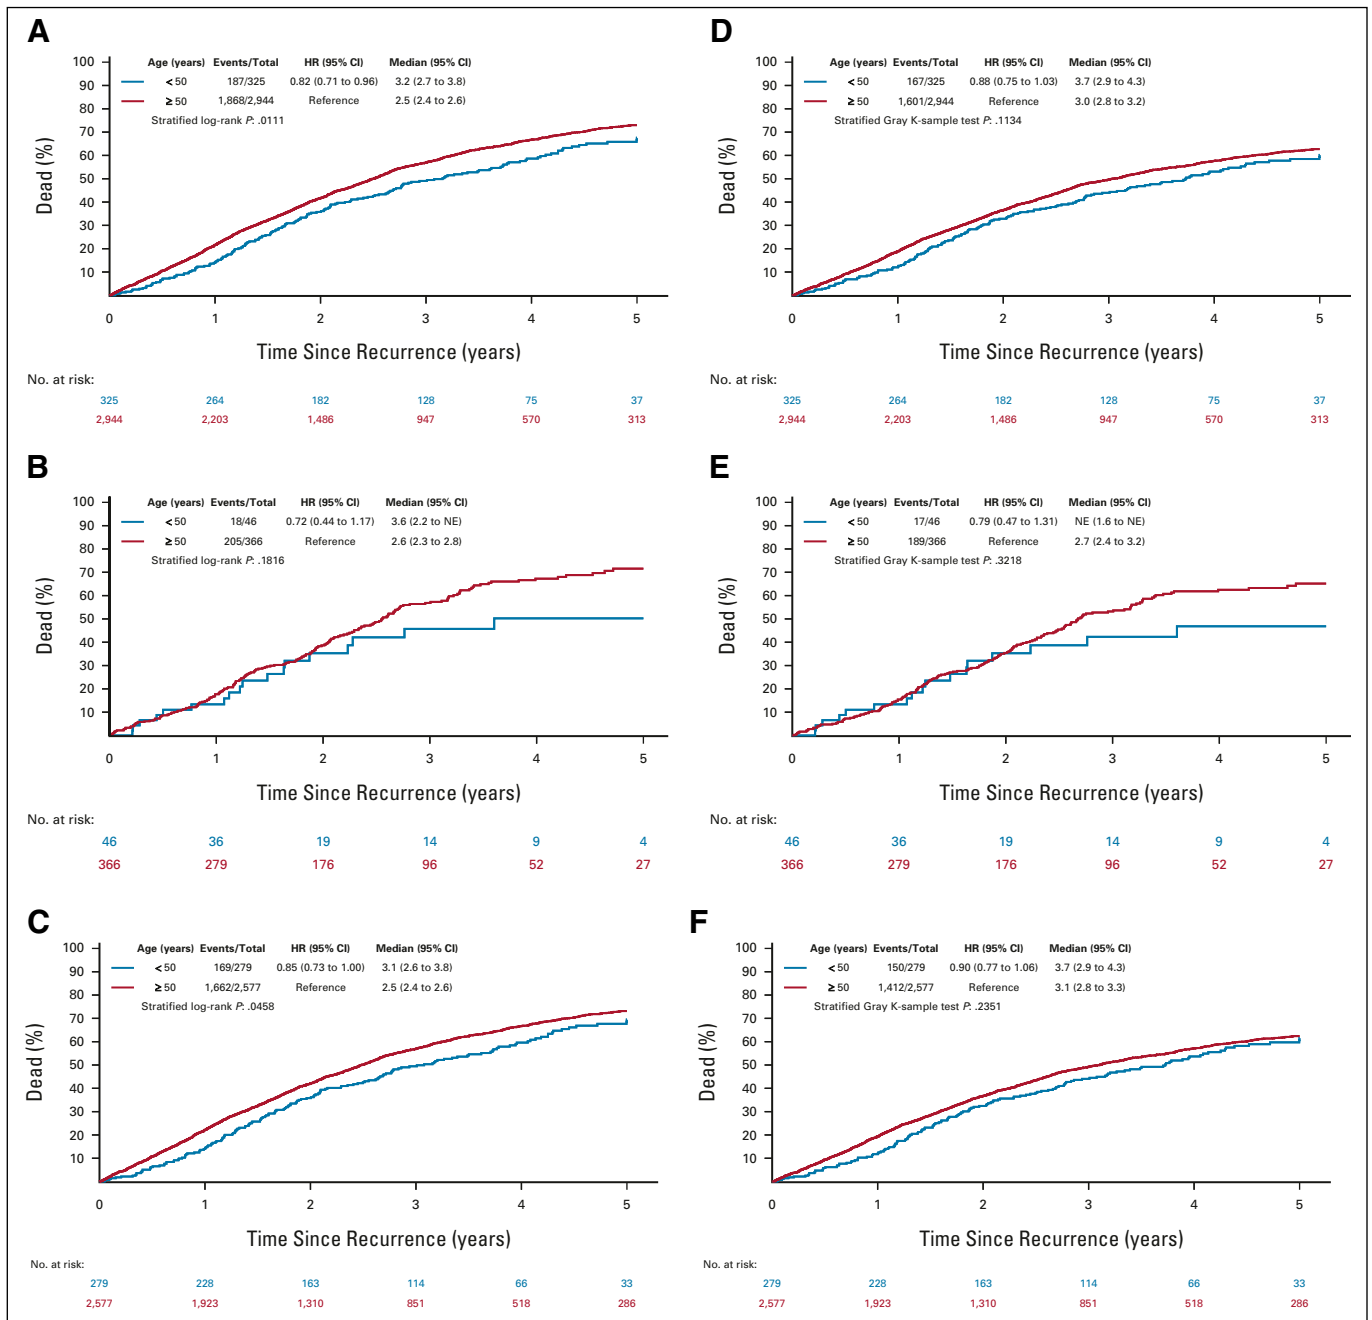 A
Age (years) Events/Total HR (95% CI) Median (95% CI)
< 50 187/325 0.82 (0.71 to 0.96) 3.2 (2.7 to 3.8)
≥ 50 1,868/2,944 Reference 2.5 (2.4 to 2.6)
Stratified log-rank P: .0111
100
90
80
70
60
50
40
30
20
10
Dead (%)
0 1 2 3 4 5
Time Since Recurrence (years)
No. at risk:
325 264 182 128 75 37
2,944 2,203 1,486 947 570 313
D
Age (years) Events/Total HR (95% CI) Median (95% CI)
< 50 167/325 0.88 (0.75 to 1.03) 3.7 (2.9 to 4.3)
≥ 50 1,601/2,944 Reference 3.0 (2.8 to 3.2)
Stratified Gray K-sample test P: .1134
100
90
80
70
60
50
40
30
20
10
Dead (%)
0 1 2 3 4 5
Time Since Recurrence (years)
No. at risk:
325 264 182 128 75 37
2,944 2,203 1,486 947 570 313
B
Age (years) Events/Total HR (95% CI) Median (95% CI)
< 50 18/46 0.72 (0.44 to 1.17) 3.6 (2.2 to NE)
≥ 50 205/366 Reference 2.6 (2.3 to 2.8)
Stratified log-rank P: .1816
100
90
80
70
60
50
40
30
20
10
Dead (%)
0 1 2 3 4 5
Time Since Recurrence (years)
No. at risk:
46 36 19 14 9 4
366 279 176 96 52 27
E
Age (years) Events/Total HR (95% CI) Median (95% CI)
< 50 17/46 0.79 (0.47 to 1.31) NE (1.6 to NE)
≥ 50 189/366 Reference 2.7 (2.4 to 3.2)
Stratified Gray K-sample test P: .3218
100
90
80
70
60
50
40
30
20
10
Dead (%)
0 1 2 3 4 5
Time Since Recurrence (years)
No. at risk:
46 36 19 14 9 4
366 279 176 96 52 27
C
Age (years) Events/Total HR (95% CI) Median (95% CI)
< 50 169/279 0.85 (0.73 to 1.00) 3.1 (2.6 to 3.8)
≥ 50 1,662/2,577 Reference 2.5 (2.4 to 2.6)
Stratified log-rank P: .0458
100
90
80
70
60
50
40
30
20
10
Dead (%)
0 1 2 3 4 5
Time Since Recurrence (years)
No. at risk:
279 228 163 114 66 33
2,577 1,923 1,310 851 518 286
F
Age (years) Events/Total HR (95% CI) Median (95% CI)
< 50 150/279 0.90 (0.77 to 1.06) 3.7 (2.9 to 4.3)
≥ 50 1,412/2,577 Reference 3.1 (2.8 to 3.3)
Stratified Gray K-sample test P: .2351
100
90
80
70
60
50
40
30
20
10
Dead (%)
0 1 2 3 4 5
Time Since Recurrence (years)
No. at risk:
279 228 163 114 66 33
2,577 1,923 1,310 851 518 286